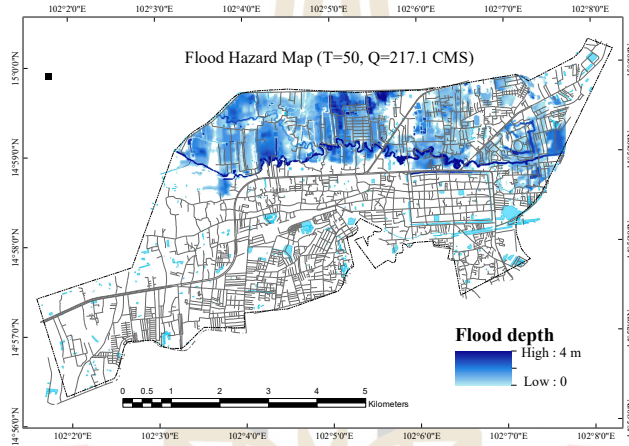 102°2'0"E 102°3'0"E 102°4'0"E 102°5'0"E 102°6'0"E 102°7'0"E 102°8'0"E
Flood Hazard Map (T=50, Q=217.1 CMS)
15°0'0"N
14°59'0"N
14°58'0"N
14°57'0"N
14°56'0"N
Flood depth
High : 4 m
Low : 0
0 0.5 1 2 3 4 5
Kilometers
102°2'0"E 102°3'0"E 102°4'0"E 102°5'0"E 102°6'0"E 102°7'0"E 102°8'0"E